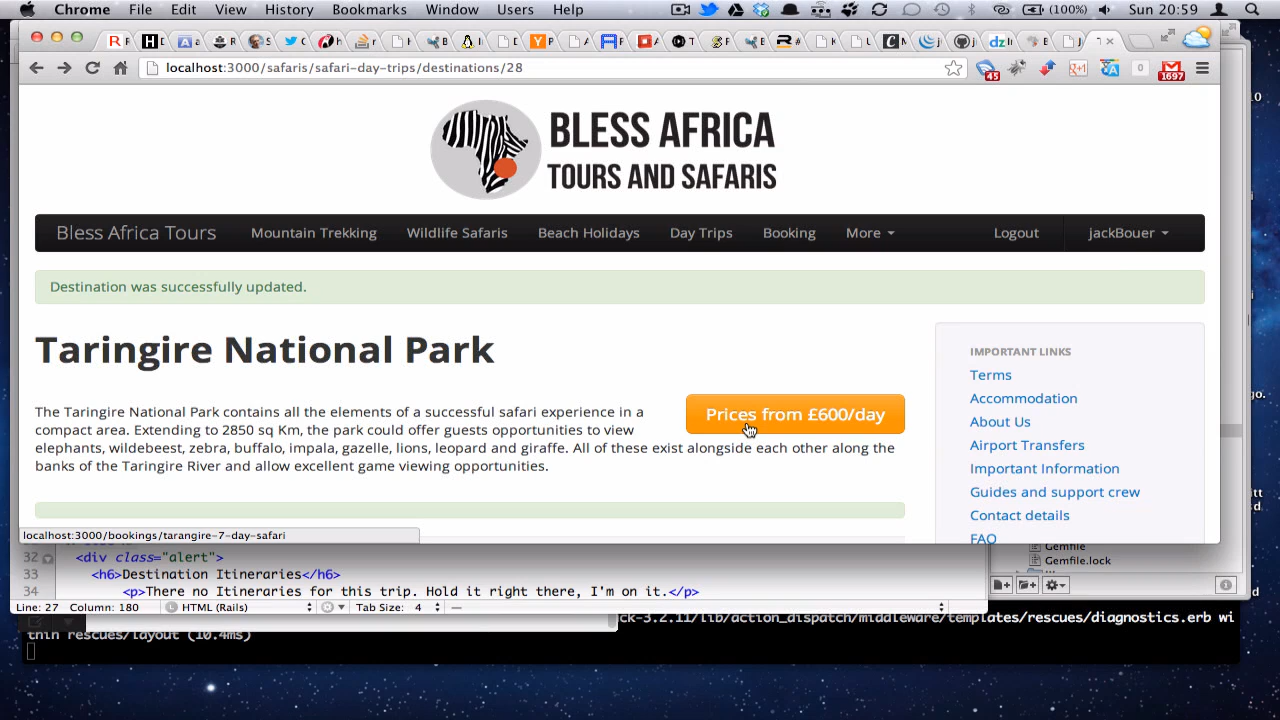 Chrome File Edit View History Bookmarks Window Users Help (100%) Sun 20:59
localhost:3000/safaris/safari-day-trips/destinations/28
45 0 1697
BLESS AFRICA
TOURS AND SAFARIS
Bless Africa Tours Mountain Trekking Wildlife Safaris Beach Holidays Day Trips Booking More Logout jackBouer
Destination was successfully updated.
Taringire National Park
Prices from £600/day
The Taringire National Park contains all the elements of a successful safari experience in a
compact area. Extending to 2850 sq Km, the park could offer guests opportunities to view
elephants, wildebeest, zebra, buffalo, impala, gazelle, lions, leopard and giraffe. All of these exist alongside each other along the
banks of the Taringire River and allow excellent game viewing opportunities.
IMPORTANT LINKS
Terms
Accommodation
About Us
Airport Transfers
Important Information
Guides and support crew
Contact details
FAQ
localhost:3000/bookings/tarangire-7-day-safari
32 <div class="alert">
33 <h6>Destination Itineraries</h6>
34 <p>There no Itineraries for this trip. Hold it right there, I'm on it.</p>
Line: 27 Column: 180 HTML (Rails) Tab Size: 4 —
Gemfile
Gemfile.lock
ck-3.2.11/lib/action_dispatch/middleware/templates/rescues/diagnostics.erb wi
thin rescues/layout (10.4ms)